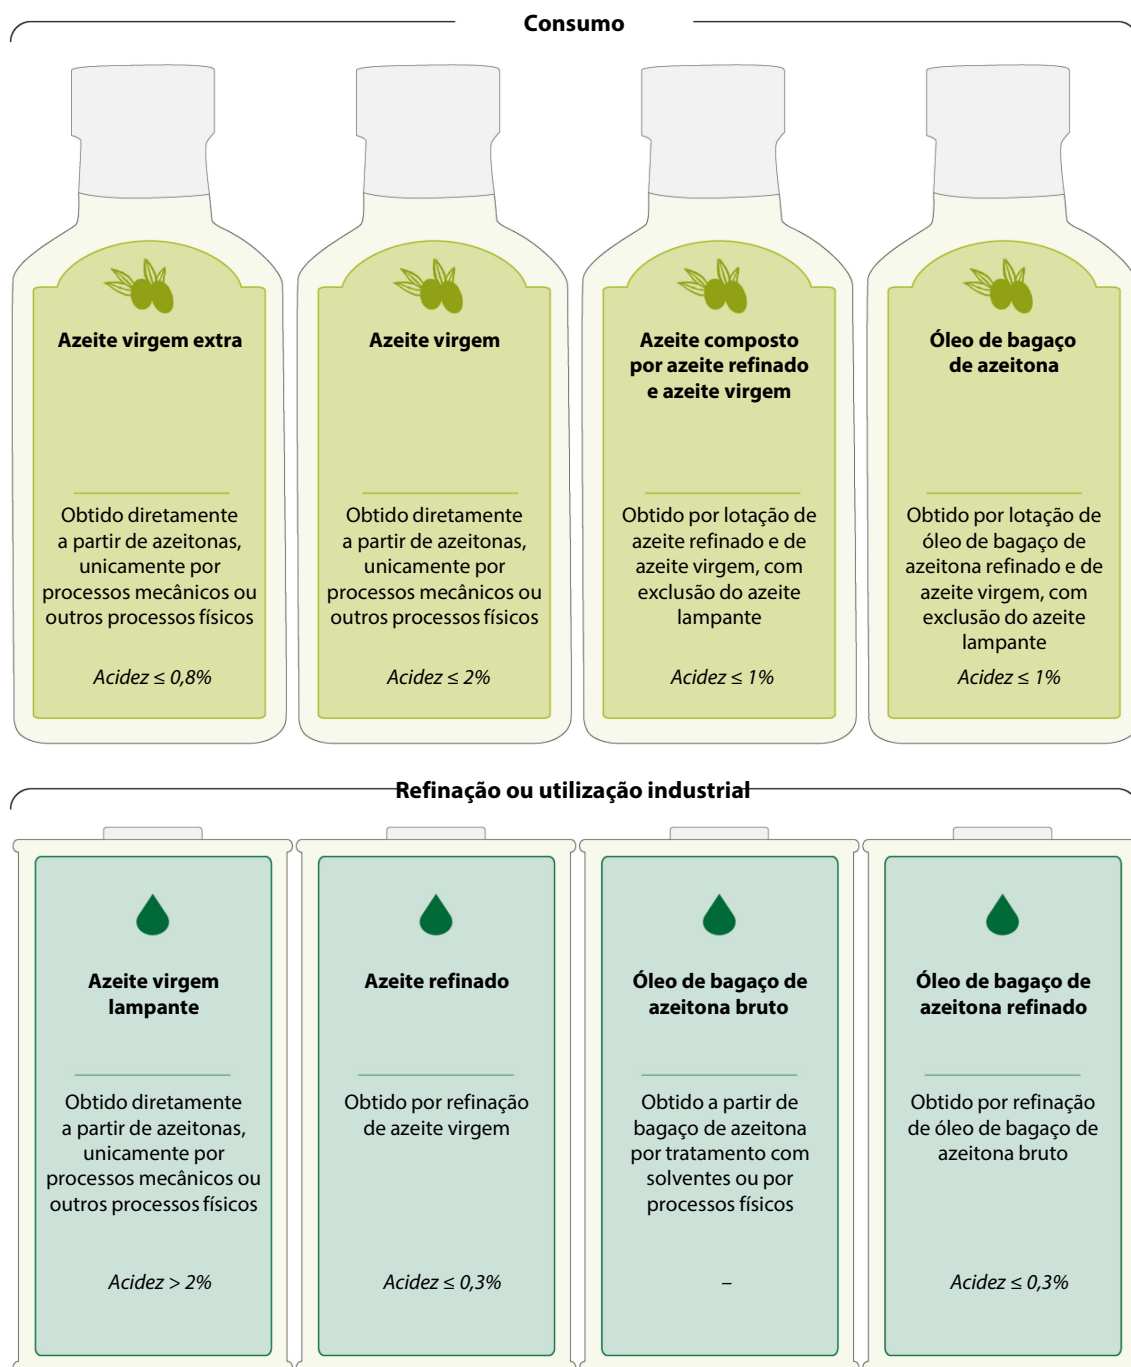 Consumo
Azeite virgem extra
Obtido diretamente
a partir de azeitonas,
unicamente por
processos mecânicos ou
outros processos físicos
Acidez ≤ 0,8%
Azeite virgem
Obtido diretamente
a partir de azeitonas,
unicamente por
processos mecânicos ou
outros processos físicos
Acidez ≤ 2%
Azeite composto
por azeite refinado
e azeite virgem
Obtido por lotação de
azeite refinado e de
azeite virgem, com
exclusão do azeite
lampante
Acidez ≤ 1%
Óleo de bagaço
de azeitona
Obtido por lotação de
óleo de bagaço de
azeitona refinado e de
azeite virgem, com
exclusão do azeite
lampante
Acidez ≤ 1%
Refinação ou utilização industrial
Azeite virgem
lampante
Obtido diretamente
a partir de azeitonas,
unicamente por
processos mecânicos ou
outros processos físicos
Acidez > 2%
Azeite refinado
Obtido por refinação
de azeite virgem
Acidez ≤ 0,3%
Óleo de bagaço de
azeitona bruto
Obtido a partir de
bagaço de azeitona
por tratamento com
solventes ou por
processos físicos
–
Óleo de bagaço de
azeitona refinado
Obtido por refinação
de óleo de bagaço de
azeitona bruto
Acidez ≤ 0,3%